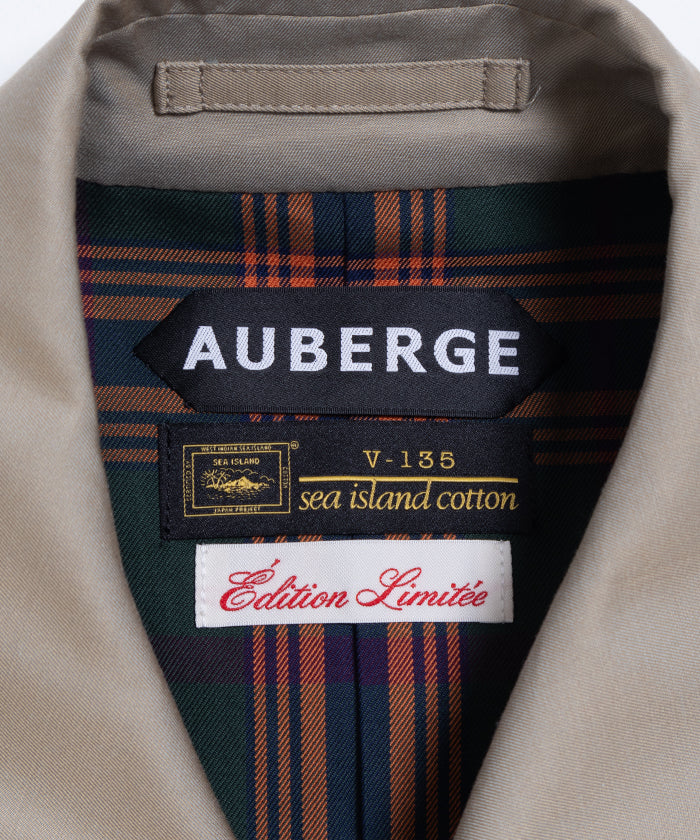 AUBERGE
WEST INDIAN SEA ISLAND
®
SEA ISLAND
COTTON
JAPAN PROJECT
V-135
sea island cotton
Édition Limitée